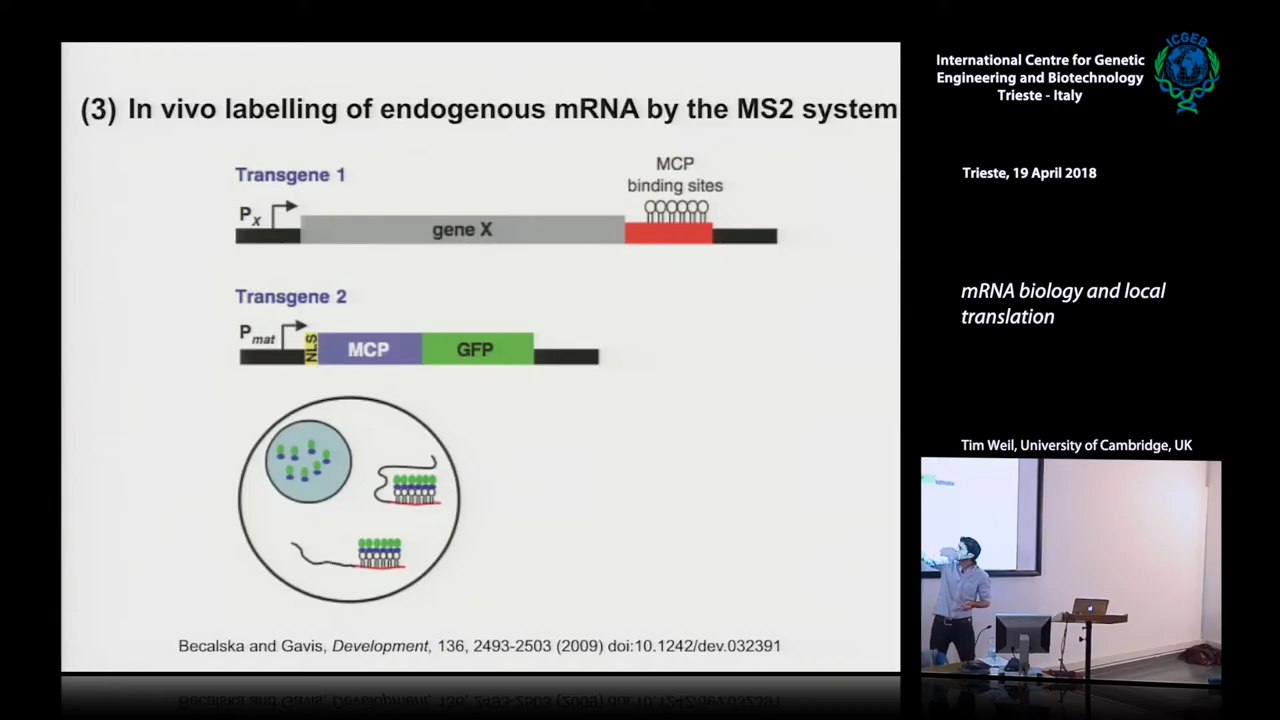 (3) In vivo labelling of endogenous mRNA by the MS2 system
Transgene 1
MCP
binding sites
PX
gene X
Transgene 2
Pmat
NLS
MCP
GFP
Becalska and Gavis, Development, 136, 2493-2503 (2009) doi:10.1242/dev.032391
International Centre for Genetic
Engineering and Biotechnology
Trieste - Italy
ICGEB
Trieste, 19 April 2018
mRNA biology and local
translation
Tim Weil, University of Cambridge, UK